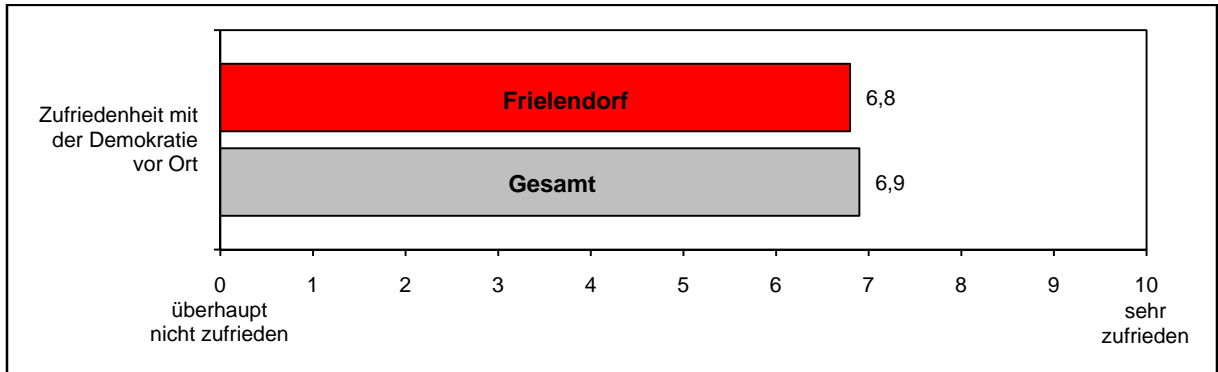 Zufriedenheit mit
der Demokratie
vor Ort
Frielendorf
6,8
Gesamt
6,9
0 1 2 3 4 5 6 7 8 9 10
überhaupt
nicht zufrieden
sehr
zufrieden